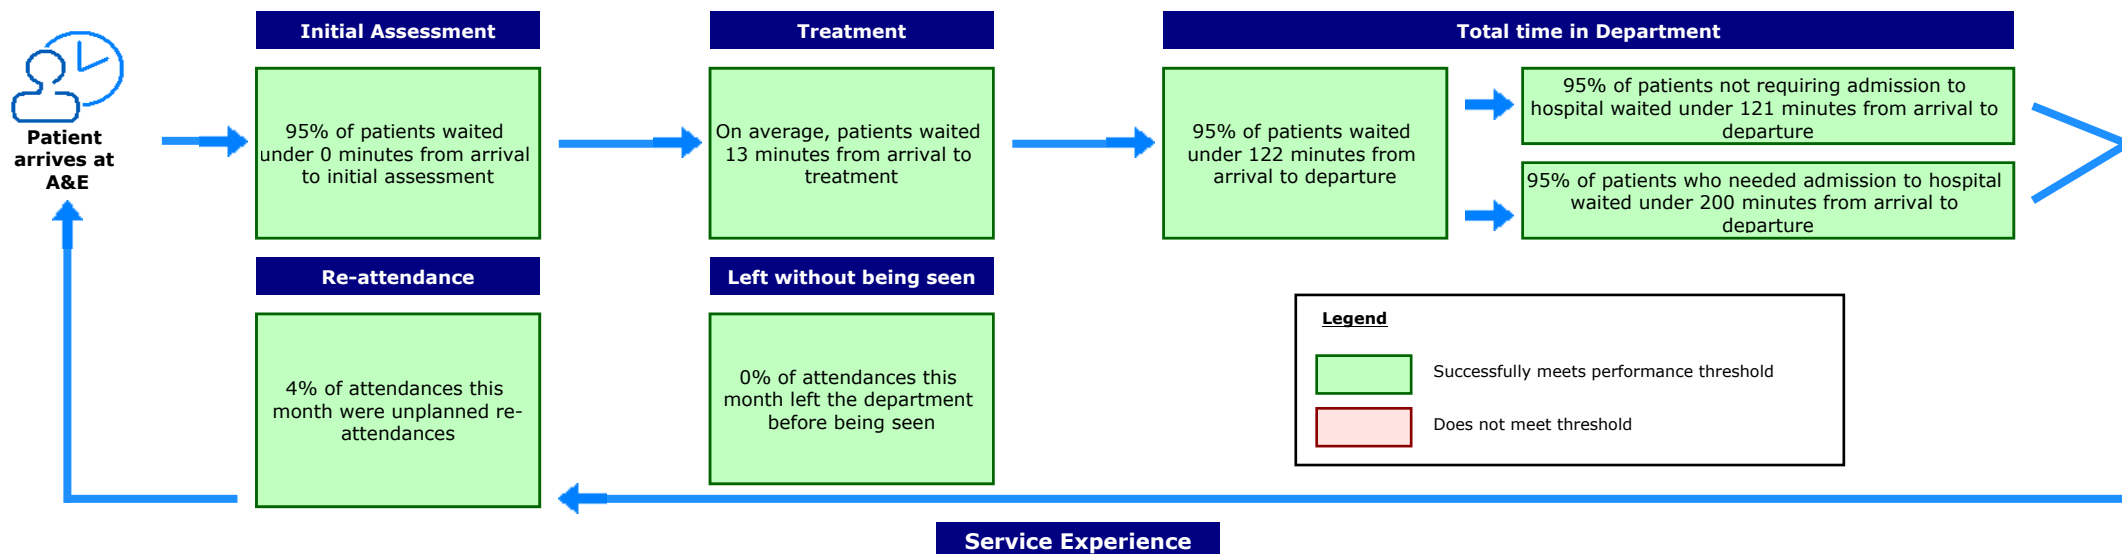 Initial Assessment
Treatment
Total time in Department
Patient
arrives at
A&E
95% of patients waited
under 0 minutes from arrival
to initial assessment
On average, patients waited
13 minutes from arrival to
treatment
95% of patients waited
under 122 minutes from
arrival to departure
95% of patients not requiring admission to
hospital waited under 121 minutes from arrival to
departure
95% of patients who needed admission to hospital
waited under 200 minutes from arrival to
departure
Re-attendance
Left without being seen
4% of attendances this
month were unplanned re-
attendances
0% of attendances this
month left the department
before being seen
Legend
Successfully meets performance threshold
Does not meet threshold
Service Experience